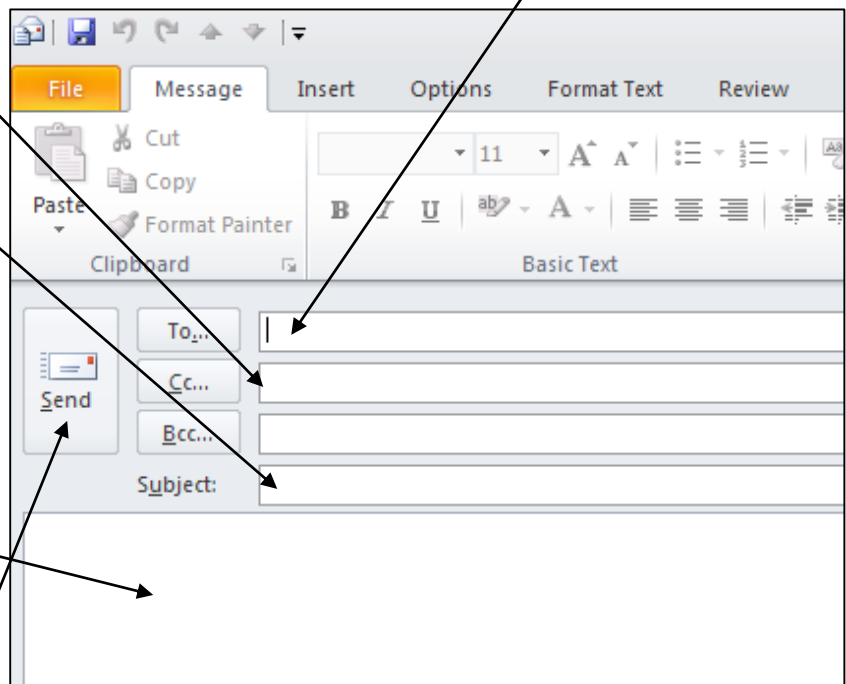 File Message Insert Options Format Text Review
Cut
Copy
Paste
Format Painter
11 A A
B I U ab A
Clipboard Basic Text
To...
Cc...
Send
Bcc...
Subject: